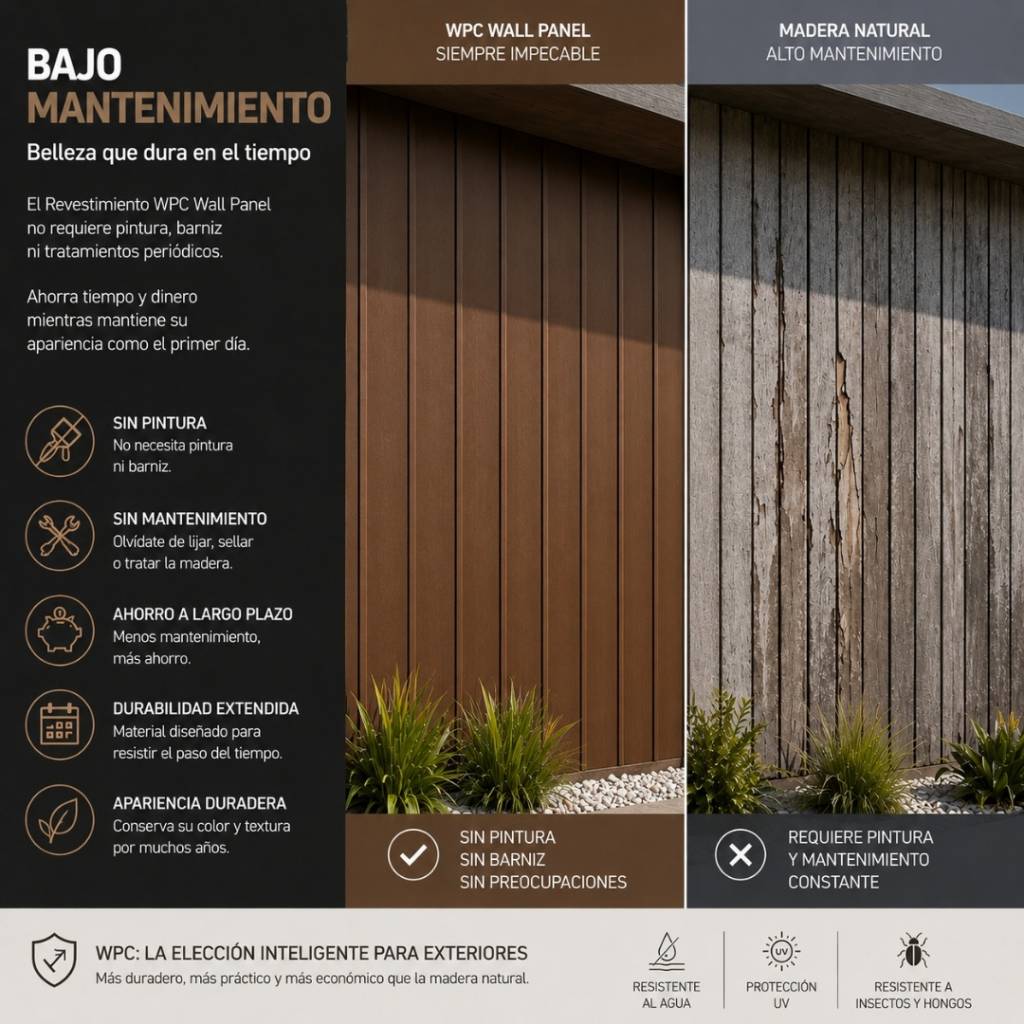 BAJO
MANTENIMIENTO
Belleza que dura en el tiempo
El Revestimiento WPC Wall Panel
no requiere pintura, barniz
ni tratamientos periódicos.
Ahorra tiempo y dinero
mientras mantiene su
apariencia como el primer día.
SIN PINTURA
No necesita pintura
ni barniz.
SIN MANTENIMIENTO
Olvídate de lijar, sellar
o tratar la madera.
AHORRO A LARGO PLAZO
Menos mantenimiento,
más ahorro.
DURABILIDAD EXTENDIDA
Material diseñado para
resistir el paso del tiempo.
APARIENCIA DURADERA
Conserva su color y textura
por muchos años.
WPC WALL PANEL
SIEMPRE IMPECABLE
SIN PINTURA
SIN BARNIZ
SIN PREOCUPACIONES
MADERA NATURAL
ALTO MANTENIMIENTO
REQUIERE PINTURA
Y MANTENIMIENTO
CONSTANTE
WPC: LA ELECCIÓN INTELIGENTE PARA EXTERIORES
Más duradero, más práctico y más económico que la madera natural.
RESISTENTE
AL AGUA
UV
PROTECCIÓN
UV
RESISTENTE A
INSECTOS Y HONGOS